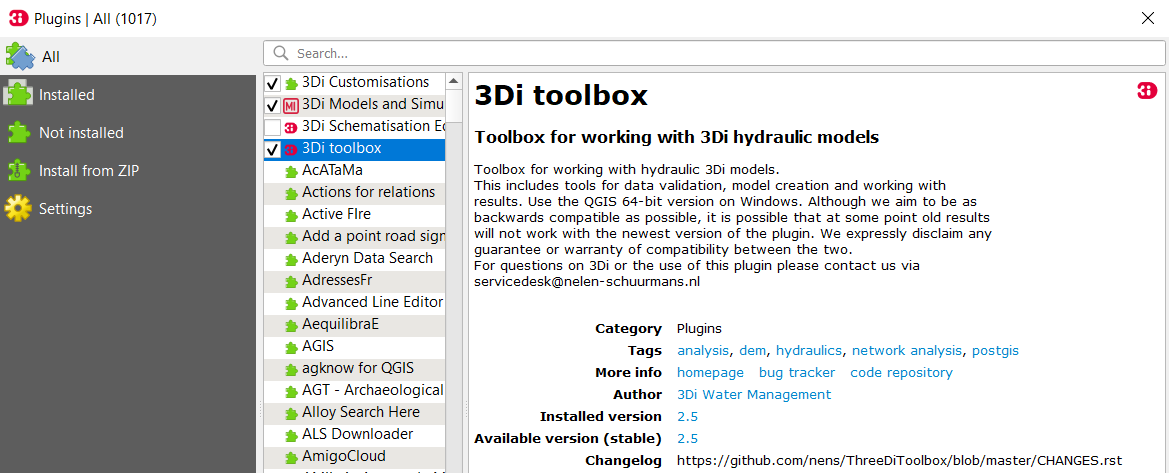 Plugins | All (1017)
All
Installed
Not installed
Install from ZIP
Settings
Search...
3Di Customisations
3Di Models and Simu
3Di Schematisation Ed
3Di toolbox
AcATaMa
Actions for relations
Active FIre
Add a point road sign
Aderyn Data Search
AdressesFr
Advanced Line Editor
AequilibraE
AGIS
agknow for QGIS
AGT - Archaeological
Alloy Search Here
ALS Downloader
AmigoCloud
3Di toolbox
Toolbox for working with 3Di hydraulic models
Toolbox for working with hydraulic 3Di models.
This includes tools for data validation, model creation and working with
results. Use the QGIS 64-bit version on Windows. Although we aim to be as
backwards compatible as possible, it is possible that at some point old results
will not work with the newest version of the plugin. We expressly disclaim any
guarantee or warranty of compatibility between the two.
For questions on 3Di or the use of this plugin please contact us via
servicedesk@nelen-schuurmans.nl
Category Plugins
Tags analysis, dem, hydraulics, network analysis, postgis
More info homepage bug tracker code repository
Author 3Di Water Management
Installed version 2.5
Available version (stable) 2.5
Changelog https://github.com/nens/ThreeDiToolbox/blob/master/CHANGES.rst